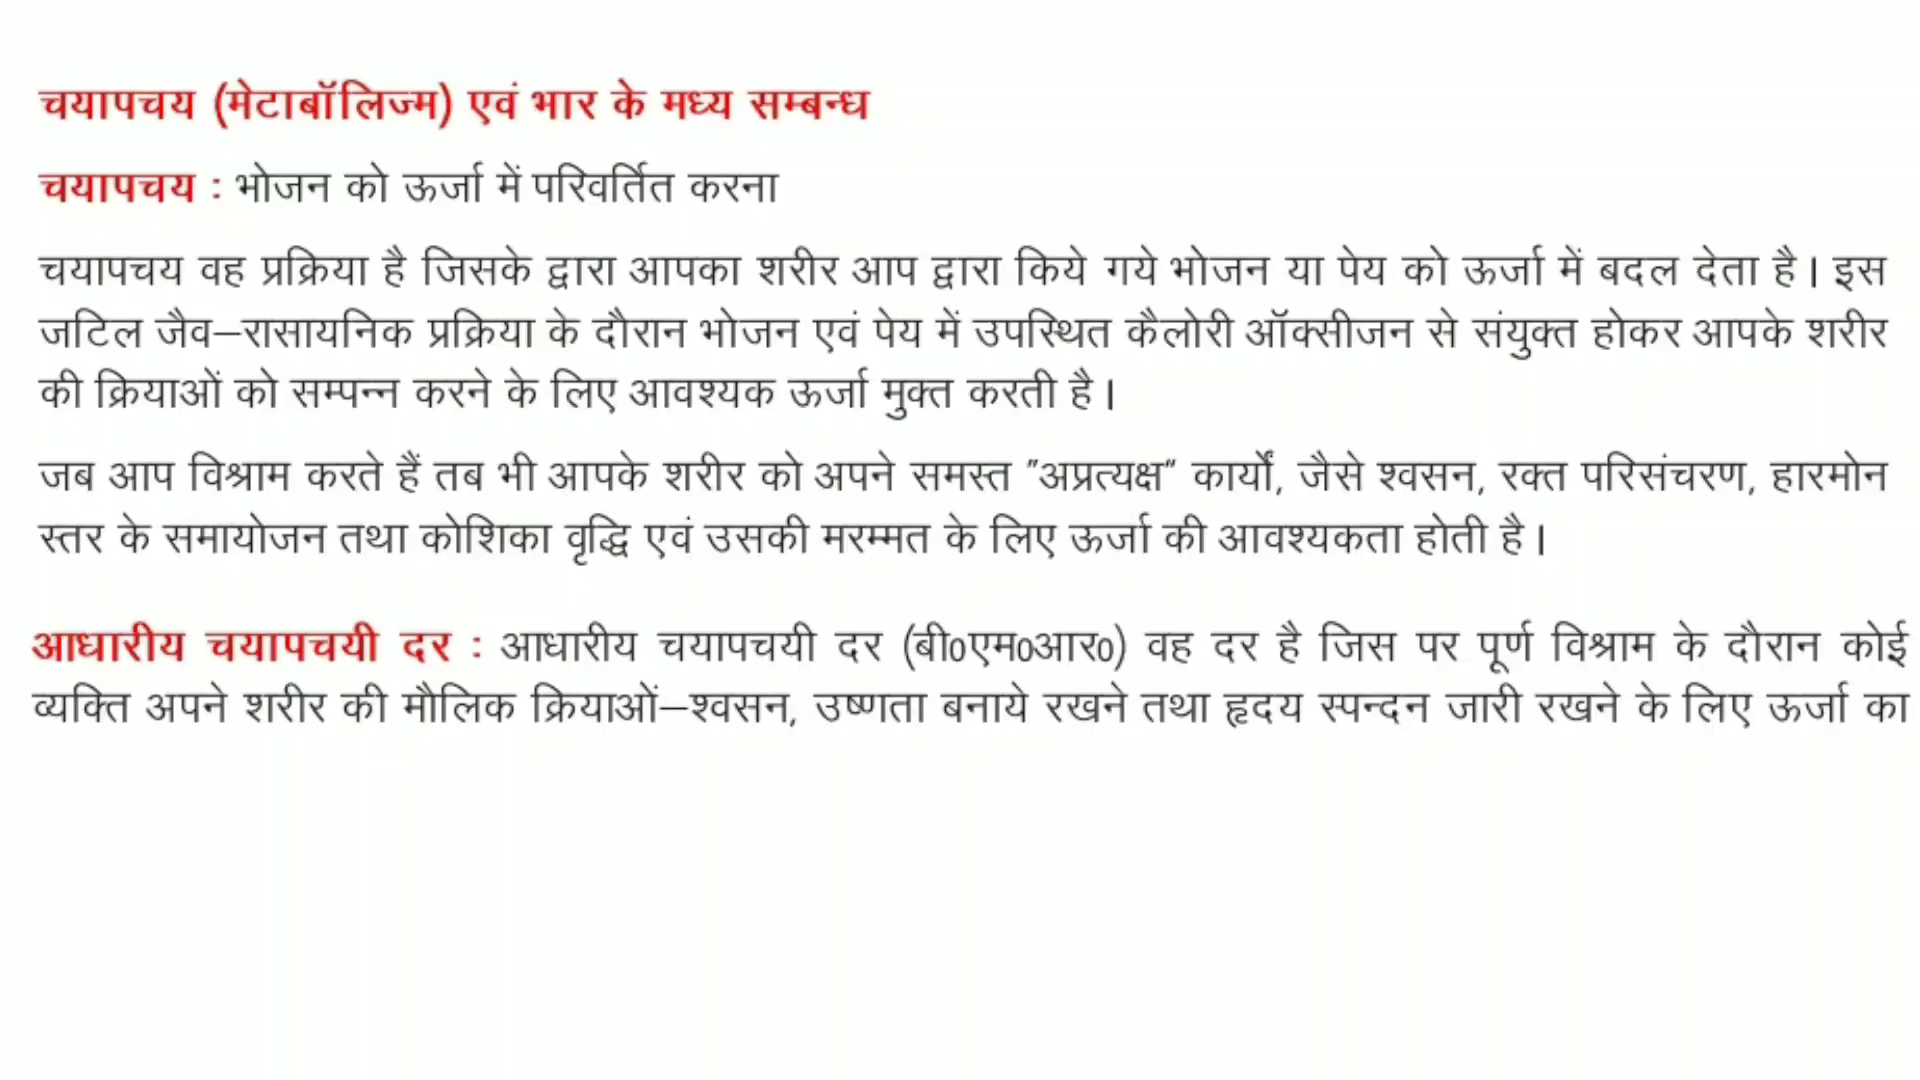 चयापचय (मेटाबॉलिज्म) एवं भार के मध्य सम्बन्ध
चयापचय : भोजन को ऊर्जा में परिवर्तित करना
चयापचय वह प्रक्रिया है जिसके द्वारा आपका शरीर आप द्वारा किये गये भोजन या पेय को ऊर्जा में बदल देता है। इस
जटिल जैव–रासायनिक प्रक्रिया के दौरान भोजन एवं पेय में उपस्थित कैलोरी ऑक्सीजन से संयुक्त होकर आपके शरीर
की क्रियाओं को सम्पन्न करने के लिए आवश्यक ऊर्जा मुक्त करती है।
जब आप विश्राम करते हैं तब भी आपके शरीर को अपने समस्त "अप्रत्यक्ष" कार्यों, जैसे श्वसन, रक्त परिसंचरण, हारमोन
स्तर के समायोजन तथा कोशिका वृद्धि एवं उसकी मरम्मत के लिए ऊर्जा की आवश्यकता होती है।
आधारीय चयापचयी दर : आधारीय चयापचयी दर (बी0एम0आर0) वह दर है जिस पर पूर्ण विश्राम के दौरान कोई
व्यक्ति अपने शरीर की मौलिक क्रियाओं–श्वसन, उष्णता बनाये रखने तथा हृदय स्पन्दन जारी रखने के लिए ऊर्जा का